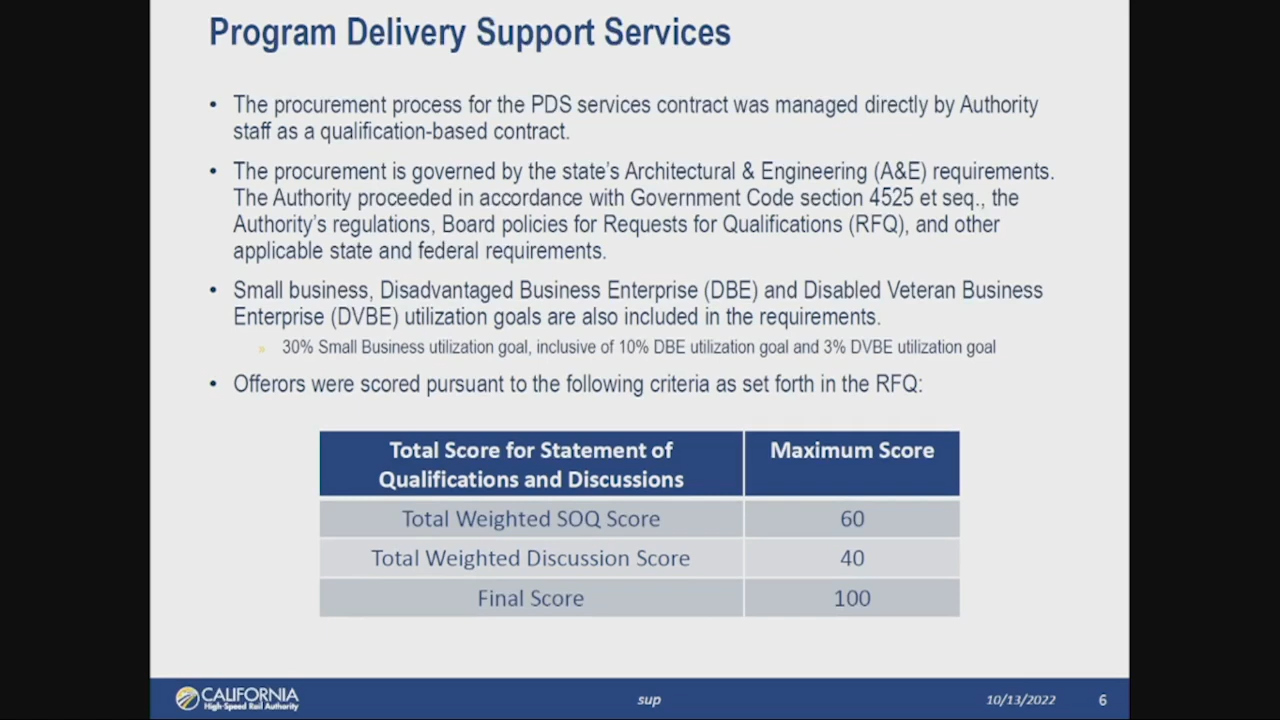 Program Delivery Support Services
• The procurement process for the PDS services contract was managed directly by Authority
staff as a qualification-based contract.
• The procurement is governed by the state's Architectural & Engineering (A&E) requirements.
The Authority proceeded in accordance with Government Code section 4525 et seq., the
Authority's regulations, Board policies for Requests for Qualifications (RFQ), and other
applicable state and federal requirements.
• Small business, Disadvantaged Business Enterprise (DBE) and Disabled Veteran Business
Enterprise (DVBE) utilization goals are also included in the requirements.
» 30% Small Business utilization goal, inclusive of 10% DBE utilization goal and 3% DVBE utilization goal
• Offerors were scored pursuant to the following criteria as set forth in the RFQ:
Total Score for Statement of
Qualifications and Discussions
Maximum Score
Total Weighted SOQ Score 60
Total Weighted Discussion Score 40
Final Score 100
CALIFORNIA
High-Speed Rail Authority
sup
10/13/2022 6